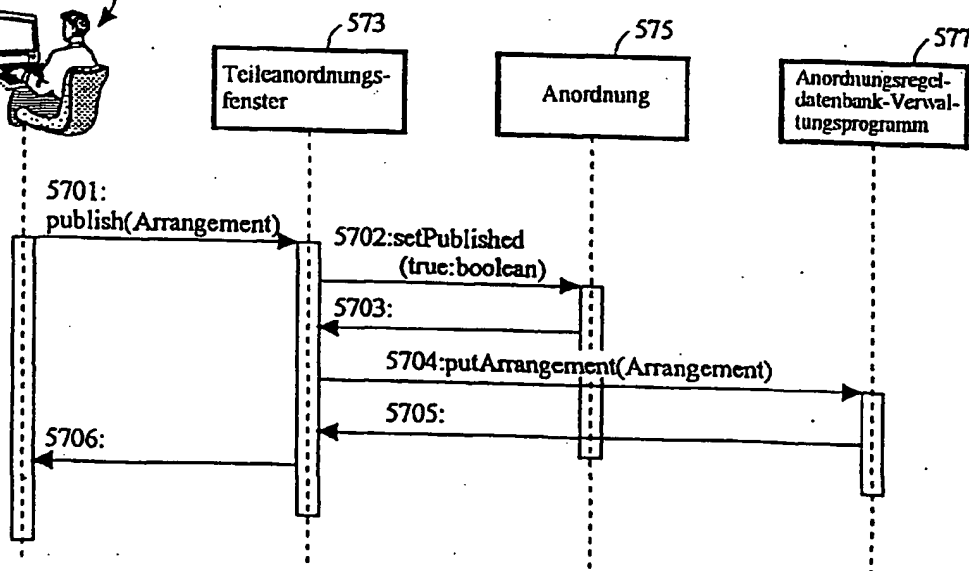 573
575
577
Teileanordnungs-
fenster
Anordnung
Anordnungsregel-
datenbank-Verwal-
tungsprogramm
5701:
publish(Arrangement)
5702:setPublished
(true:boolean)
5703:
5704:putArrangement(Arrangement)
5705:
5706: